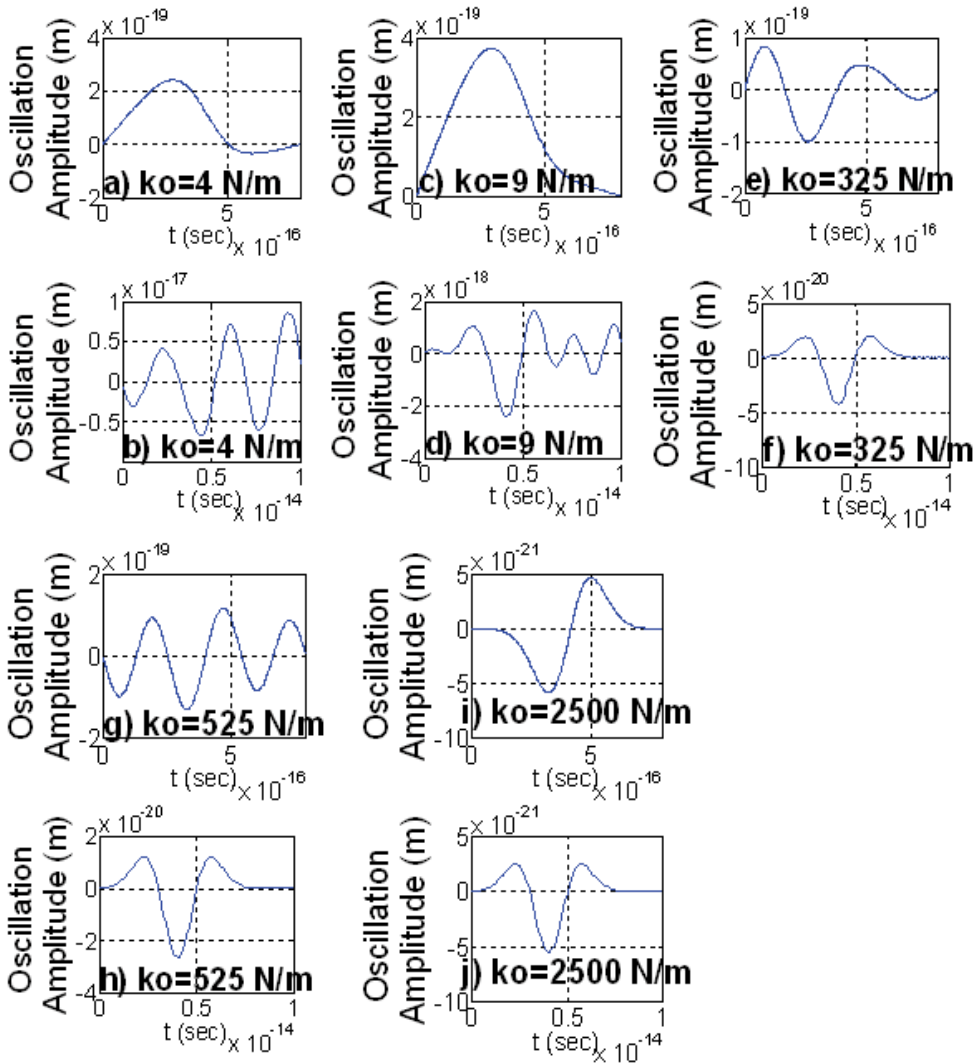 x 10⁻¹⁹
Oscillation
Amplitude (m)
4
2
0
-2
a) ko=4 N/m
0
5
t (sec)
x 10⁻¹⁶
x 10⁻¹⁹
Oscillation
Amplitude (m)
4
2
0
c) ko=9 N/m
0
5
t (sec)
x 10⁻¹⁶
x 10⁻¹⁹
Oscillation
Amplitude (m)
1
0
-1
-2
e) ko=325 N/m
0
5
t (sec)
x 10⁻¹⁶
x 10⁻¹⁷
Oscillation
Amplitude (m)
1
0.5
0
-0.5
b) ko=4 N/m
0
0.5
1
t (sec)
x 10⁻¹⁴
x 10⁻¹⁸
Oscillation
Amplitude (m)
2
0
-2
-4
d) ko=9 N/m
0
0.5
1
t (sec)
x 10⁻¹⁴
x 10⁻²⁰
Oscillation
Amplitude (m)
5
0
-5
-10
f) ko=325 N/m
0
0.5
1
t (sec)
x 10⁻¹⁴
x 10⁻¹⁹
Oscillation
Amplitude (m)
2
0
-2
g) ko=525 N/m
0
5
t (sec)
x 10⁻¹⁶
x 10⁻²¹
Oscillation
Amplitude (m)
5
0
-5
-10
i) ko=2500 N/m
0
5
t (sec)
x 10⁻¹⁶
x 10⁻²⁰
Oscillation
Amplitude (m)
2
0
-2
-4
h) ko=525 N/m
0
0.5
1
t (sec)
x 10⁻¹⁴
x 10⁻²¹
Oscillation
Amplitude (m)
5
0
-5
-10
j) ko=2500 N/m
0
0.5
1
t (sec)
x 10⁻¹⁴